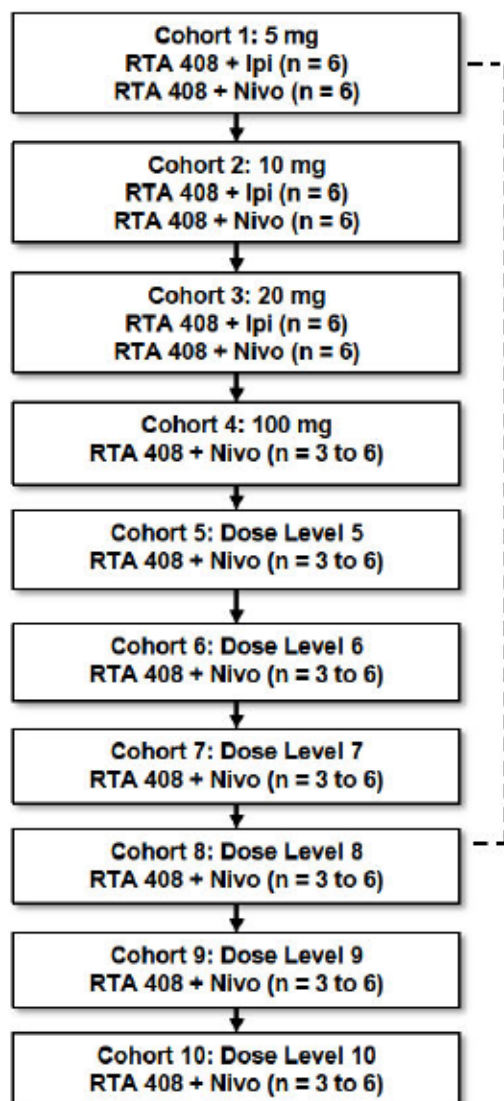 Cohort 1: 5 mg
RTA 408 + Ipi (n = 6)
RTA 408 + Nivo (n = 6)
Cohort 2: 10 mg
RTA 408 + Ipi (n = 6)
RTA 408 + Nivo (n = 6)
Cohort 3: 20 mg
RTA 408 + Ipi (n = 6)
RTA 408 + Nivo (n = 6)
Cohort 4: 100 mg
RTA 408 + Nivo (n = 3 to 6)
Cohort 5: Dose Level 5
RTA 408 + Nivo (n = 3 to 6)
Cohort 6: Dose Level 6
RTA 408 + Nivo (n = 3 to 6)
Cohort 7: Dose Level 7
RTA 408 + Nivo (n = 3 to 6)
Cohort 8: Dose Level 8
RTA 408 + Nivo (n = 3 to 6)
Cohort 9: Dose Level 9
RTA 408 + Nivo (n = 3 to 6)
Cohort 10: Dose Level 10
RTA 408 + Nivo (n = 3 to 6)